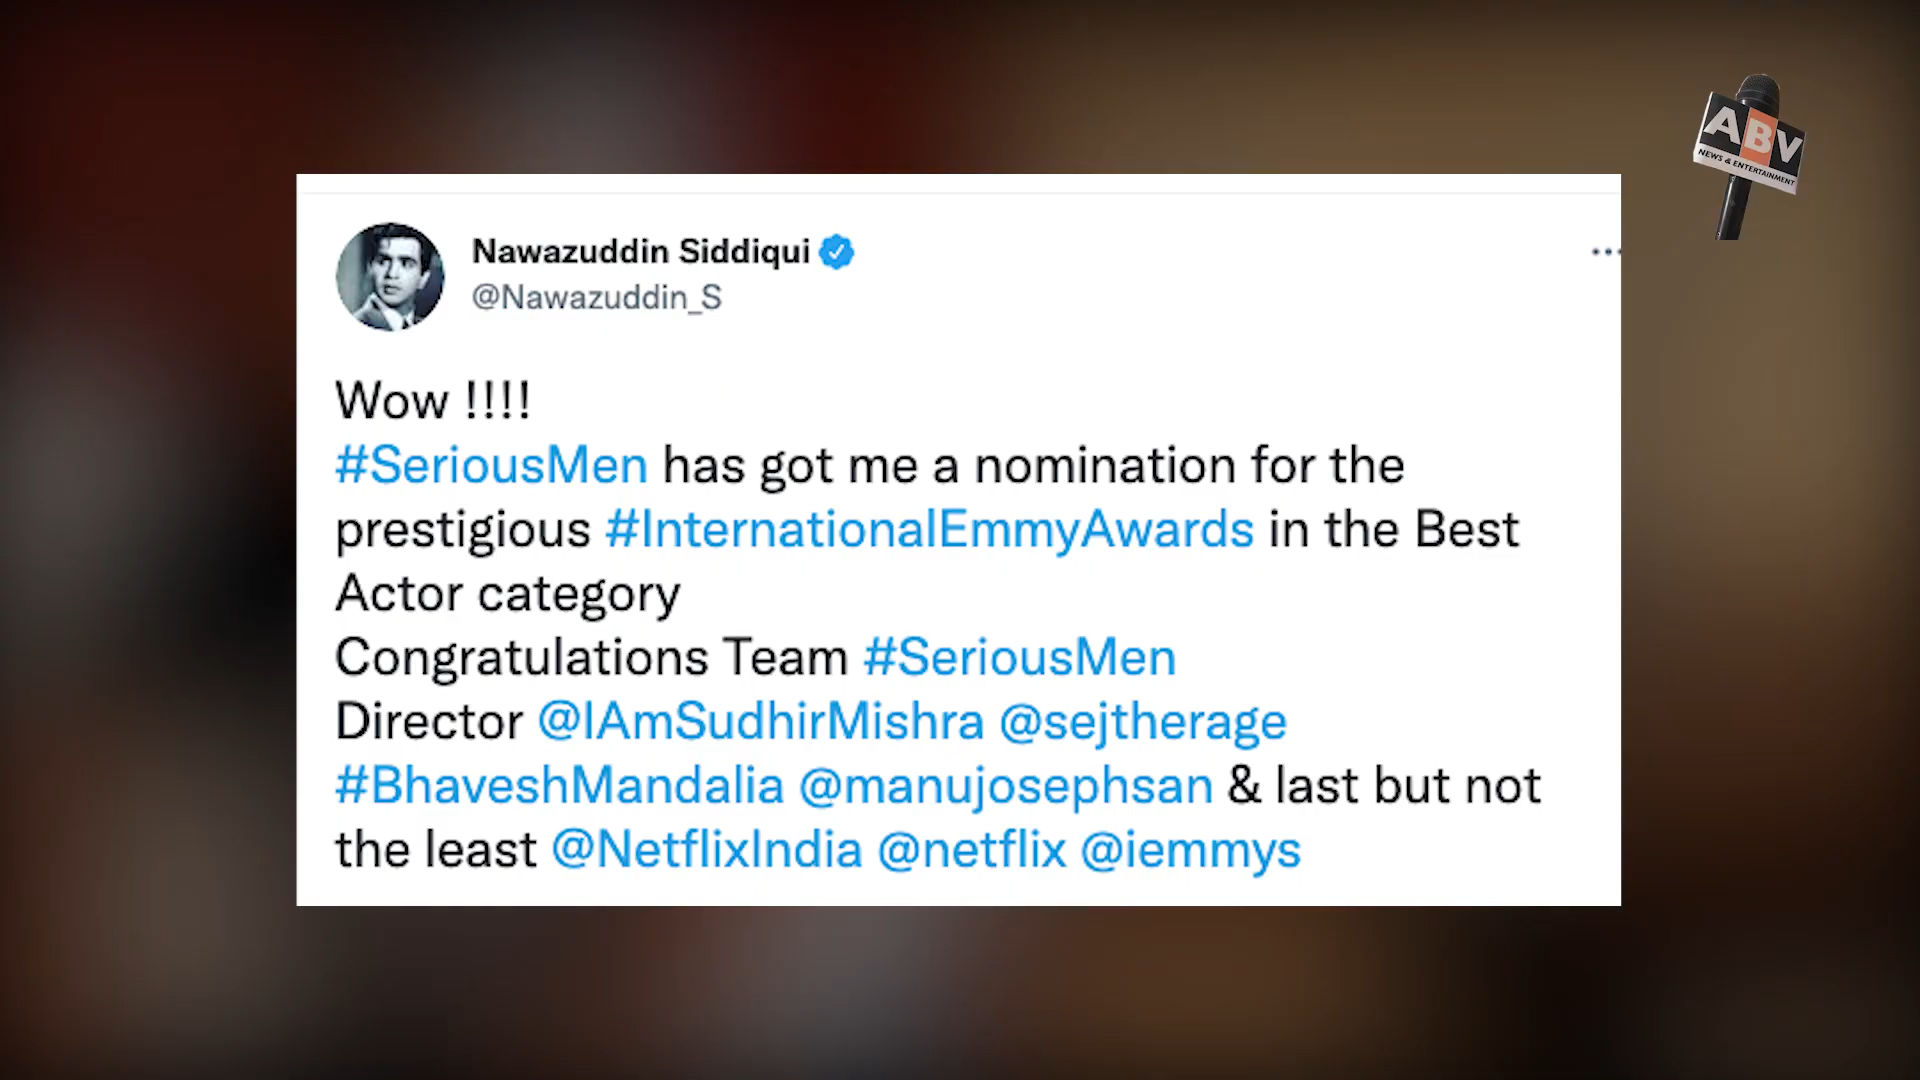 ABV
NEWS & ENTERTAINMENT
Nawazuddin Siddiqui
@Nawazuddin_S
Wow !!!!
#SeriousMen has got me a nomination for the
prestigious #InternationalEmmyAwards in the Best
Actor category
Congratulations Team #SeriousMen
Director @IAmSudhirMishra @sejtherage
#BhaveshMandalia @manujosephsan & last but not
the least @NetflixIndia @netflix @iemmys